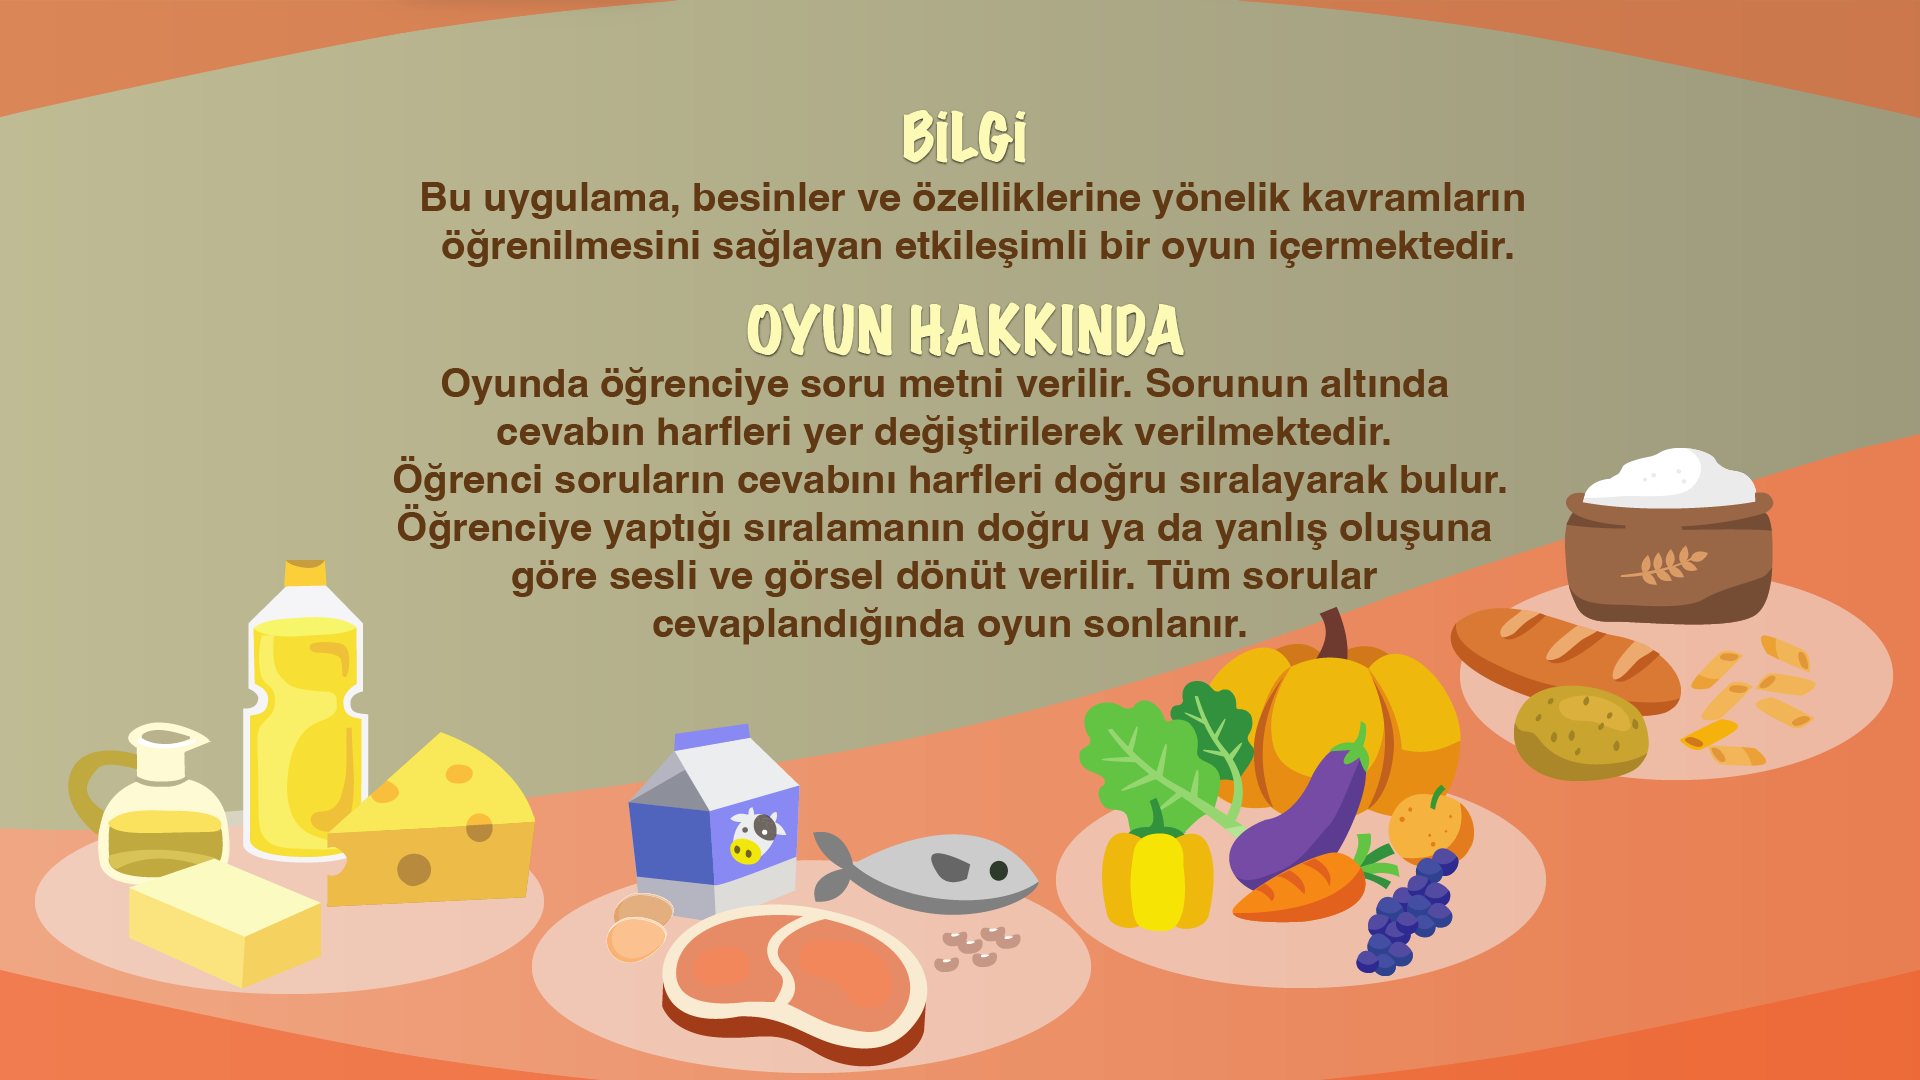 BİLGİ
Bu uygulama, besinler ve özelliklerine yönelik kavramların
öğrenilmesini sağlayan etkileşimli bir oyun içermektedir.
OYUN HAKKINDA
Oyunda öğrenciye soru metni verilir. Sorunun altında
cevabın harfleri yer değiştirilerek verilmektedir.
Öğrenci soruların cevabını harfleri doğru sıralayarak bulur.
Öğrenciye yaptığı sıralamanın doğru ya da yanlış oluşuna
göre sesli ve görsel dönüt verilir. Tüm sorular
cevaplandığında oyun sonlanır.